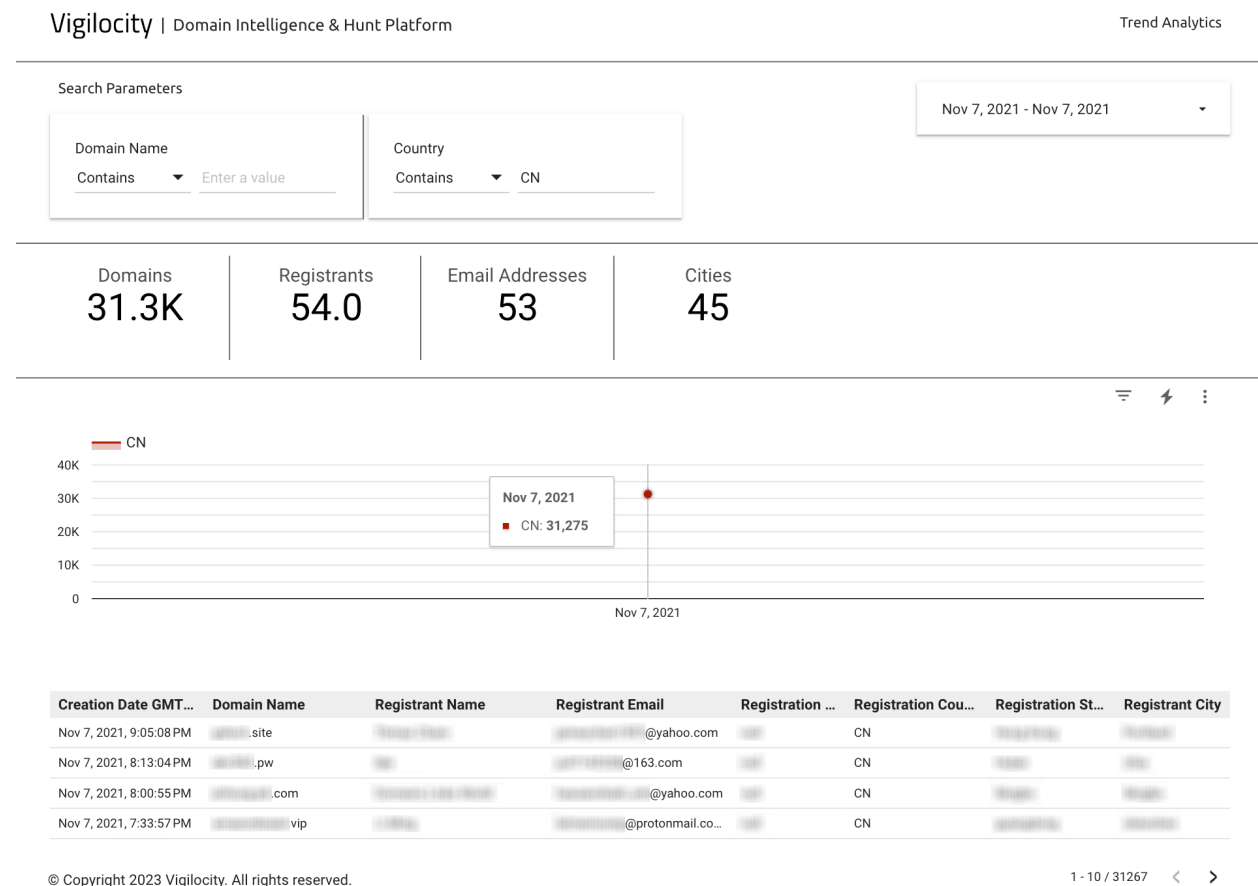 Vigilocity | Domain Intelligence & Hunt Platform
Trend Analytics
Search Parameters
Nov 7, 2021 - Nov 7, 2021
Domain Name
Contains Enter a value
Country
Contains CN
Domains
31.3K
Registrants
54.0
Email Addresses
53
Cities
45
CN
40K
30K
20K
10K
0
Nov 7, 2021
CN: 31,275
Nov 7, 2021
Creation Date GMT... Domain Name Registrant Name Registrant Email Registration ... Registration Cou... Registration St... Registrant City
Nov 7, 2021, 9:05:08 PM .site @yahoo.com CN
Nov 7, 2021, 8:13:04 PM .pw @163.com CN
Nov 7, 2021, 8:00:55 PM .com @yahoo.com CN
Nov 7, 2021, 7:33:57 PM vip @protonmail.co... CN
© Copyright 2023 Vigilocity. All rights reserved.
1 - 10 / 31267